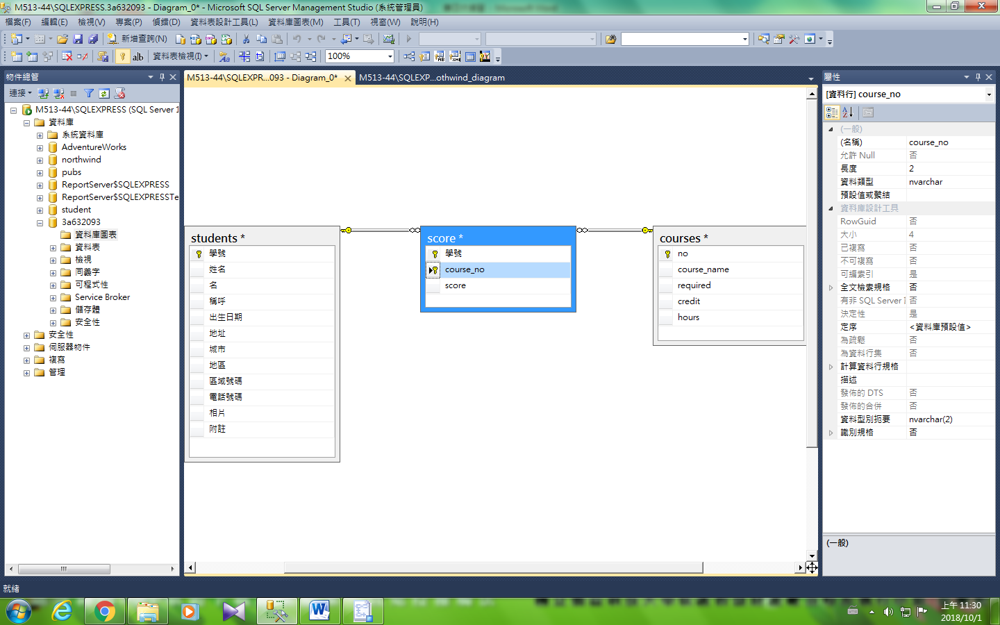 M513-44\SQLEXPRESS.3a632093 - Diagram_0* - Microsoft SQL Server Management Studio (系統管理員)
檔案(F) 編輯(E) 檢視(V) 專案(P) 偵錯(D) 資料表設計工具(L) 資料庫圖表(M) 工具(T) 視窗(W) 說明(H)
新增查詢(N)
資料表檢視(I) 100%
物件總管
連接
M513-44\SQLEXPRESS (SQL Server 1
資料庫
系統資料庫
AdventureWorks
northwind
pubs
ReportServer$SQLEXPRESS
ReportServer$SQLEXPRESSTe
student
3a632093
資料庫圖表
資料表
檢視
同義字
可程式性
Service Broker
儲存體
安全性
安全性
伺服器物件
複寫
管理
M513-44\SQLEXPR...093 - Diagram_0* M513-44\SQLEXP...othwind_diagram
students *
學號
姓名
名
稱呼
出生日期
地址
城市
地區
區域號碼
電話號碼
相片
附註
score *
學號
course_no
score
courses *
no
course_name
required
credit
hours
屬性
[資料行] course_no
(一般)
(名稱) course_no
允許 Null 否
長度 2
資料類型 nvarchar
預設值或繫結
資料庫設計工具
RowGuid 否
大小 4
已複寫 否
不可複寫 否
可編索引 是
全文檢索規格 否
有非 SQL Server 否
決定性 是
定序 <資料庫預設值>
為疏鬆 否
為資料行集 否
計算資料行規格
描述
發佈的 DTS 否
發佈的合併 否
資料型別扼要 nvarchar(2)
識別規格 否
(一般)
就緒
上午 11:30
2018/10/1